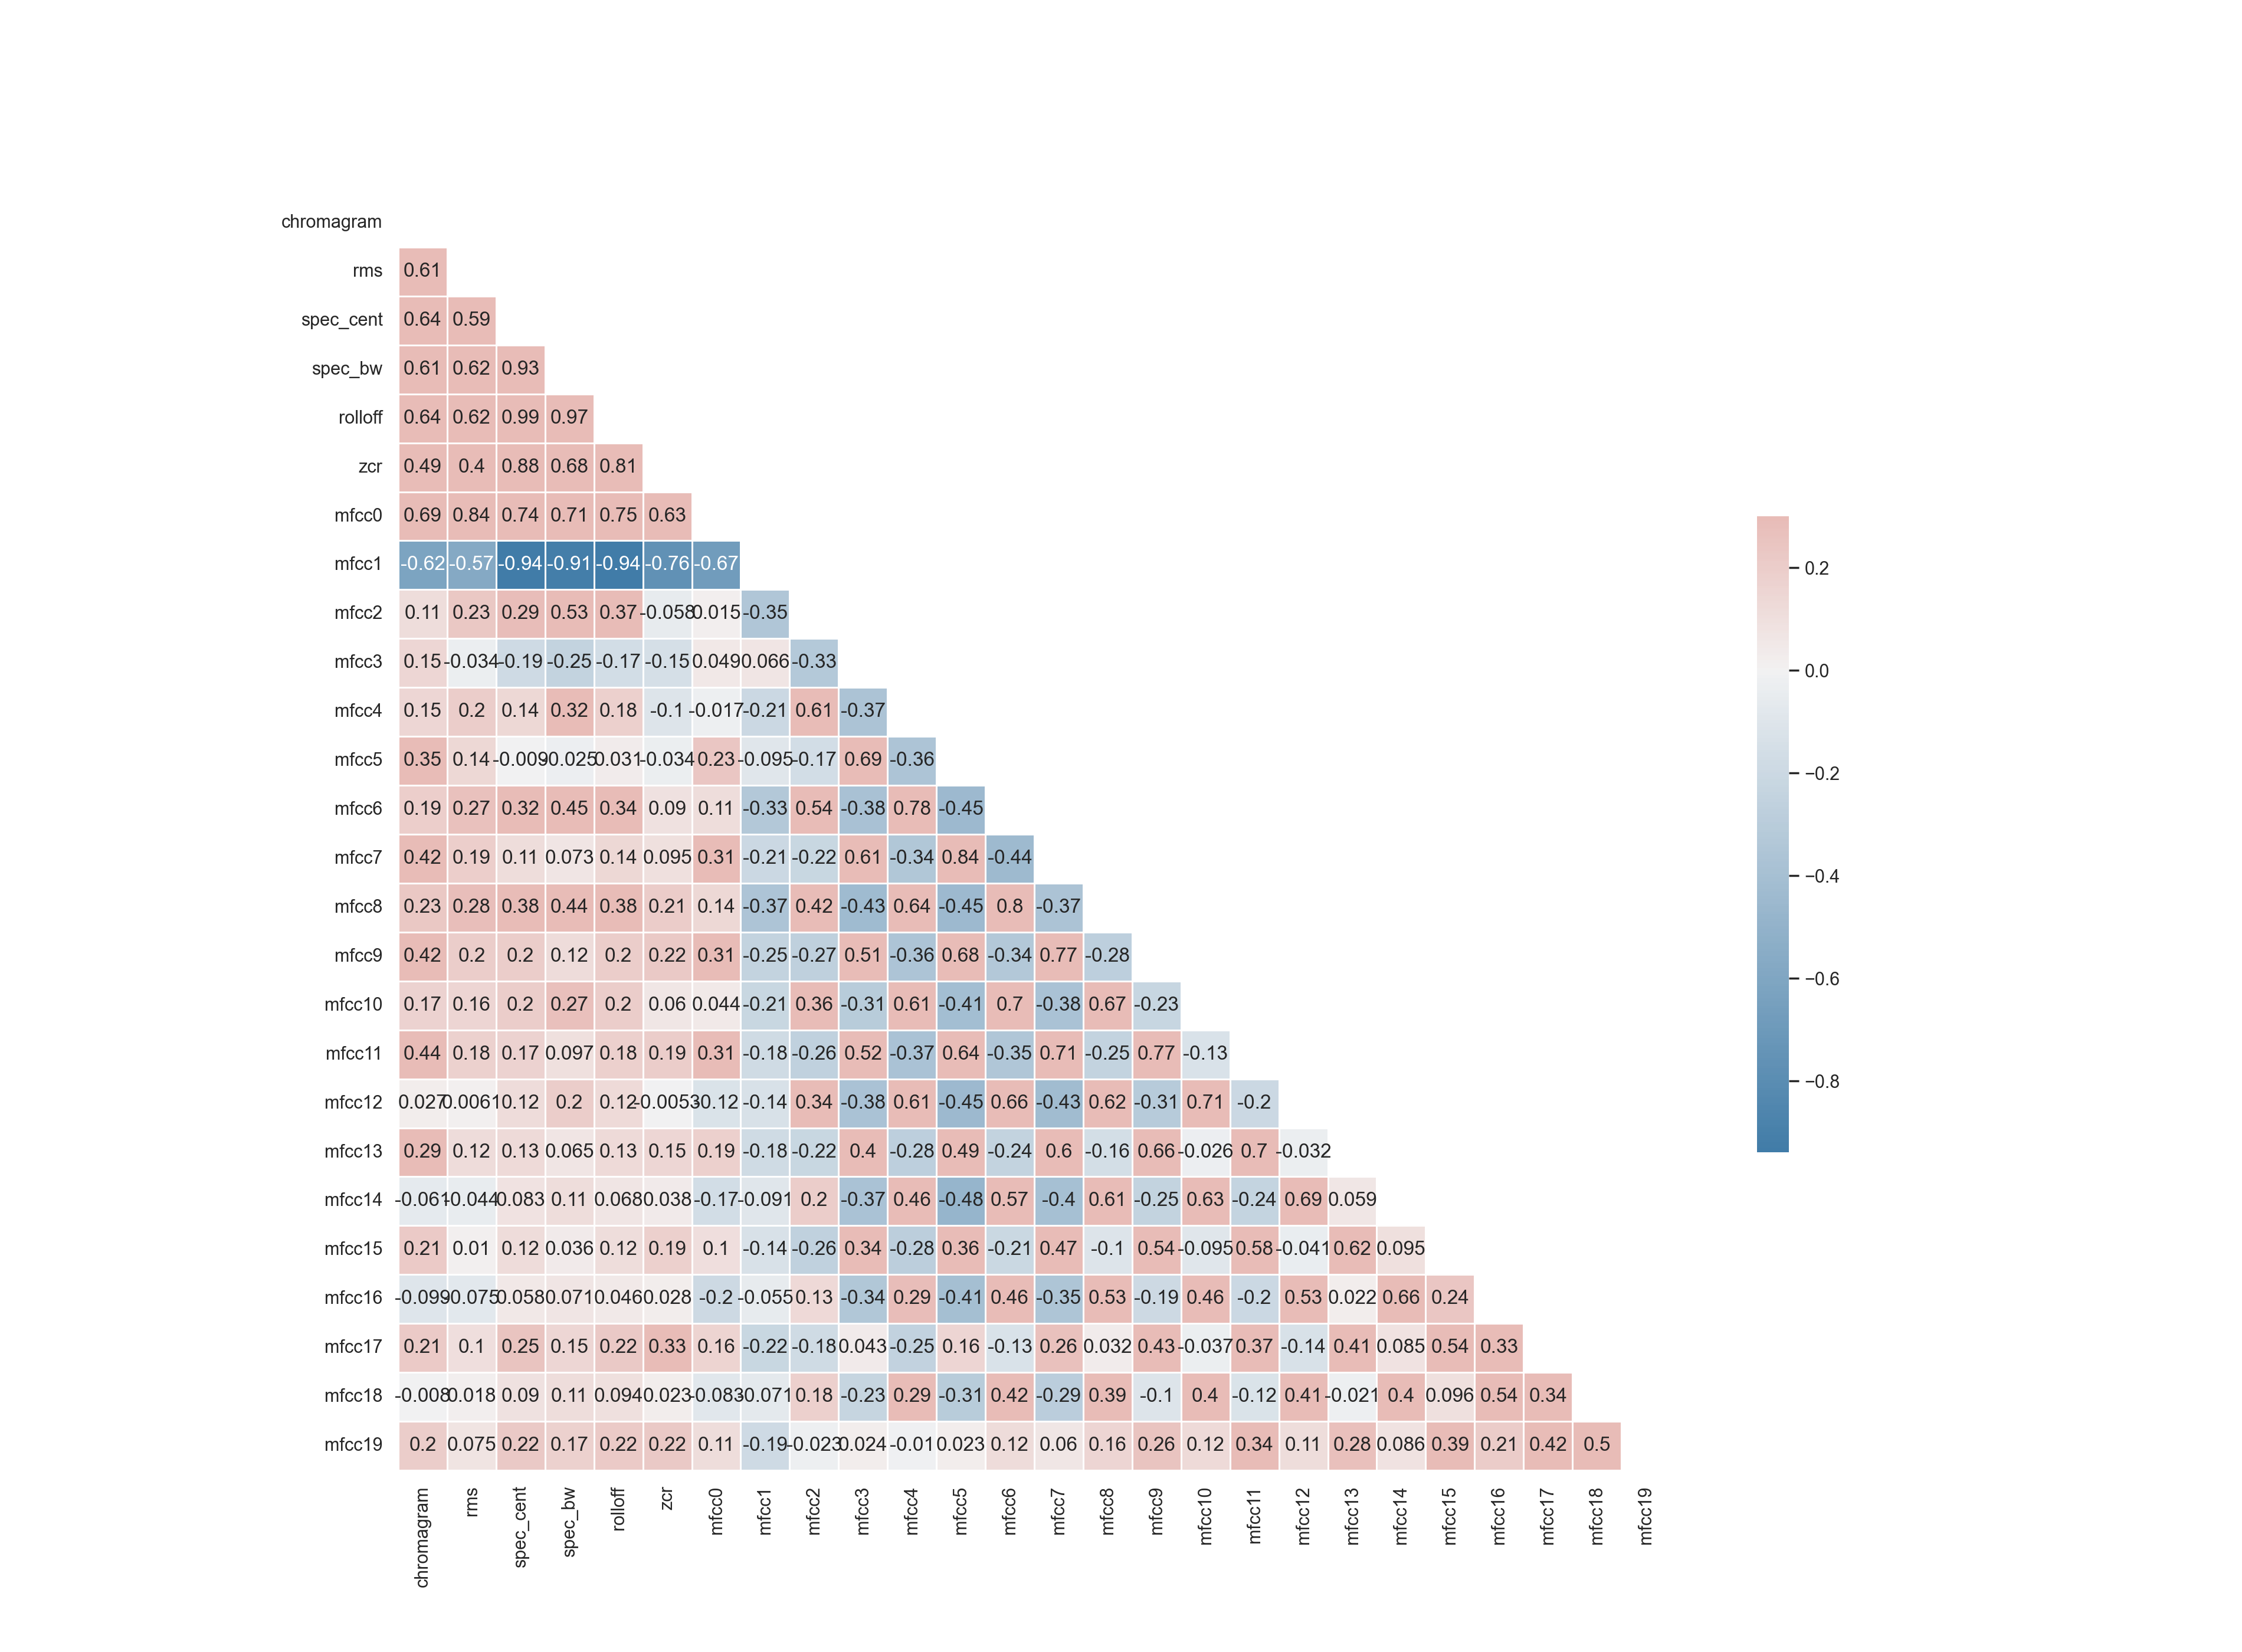 chromagram
rms 0.61
spec_cent 0.64 0.59
spec_bw 0.61 0.62 0.93
rolloff 0.64 0.62 0.99 0.97
zcr 0.49 0.4 0.88 0.68 0.81
mfcc0 0.69 0.84 0.74 0.71 0.75 0.63
mfcc1 -0.62 -0.57 -0.94 -0.91 -0.94 -0.76 -0.67
mfcc2 0.11 0.23 0.29 0.53 0.37 -0.058 0.015 -0.35
mfcc3 0.15 -0.034 -0.19 -0.25 -0.17 -0.15 0.049 0.066 -0.33
mfcc4 0.15 0.2 0.14 0.32 0.18 -0.1 -0.017 -0.21 0.61 -0.37
mfcc5 0.35 0.14 -0.009 -0.025 0.031 -0.034 0.23 -0.095 -0.17 0.69 -0.36
mfcc6 0.19 0.27 0.32 0.45 0.34 0.09 0.11 -0.33 0.54 -0.38 0.78 -0.45
mfcc7 0.42 0.19 0.11 0.073 0.14 0.095 0.31 -0.21 -0.22 0.61 -0.34 0.84 -0.44
mfcc8 0.23 0.28 0.38 0.44 0.38 0.21 0.14 -0.37 0.42 -0.43 0.64 -0.45 0.8 -0.37
mfcc9 0.42 0.2 0.2 0.12 0.2 0.22 0.31 -0.25 -0.27 0.51 -0.36 0.68 -0.34 0.77 -0.28
mfcc10 0.17 0.16 0.2 0.27 0.2 0.06 0.044 -0.21 0.36 -0.31 0.61 -0.41 0.7 -0.38 0.67 -0.23
mfcc11 0.44 0.18 0.17 0.097 0.18 0.19 0.31 -0.18 -0.26 0.52 -0.37 0.64 -0.35 0.71 -0.25 0.77 -0.13
mfcc12 0.027 0.0061 0.12 0.2 0.12 -0.0053 -0.12 -0.14 0.34 -0.38 0.61 -0.45 0.66 -0.43 0.62 -0.31 0.71 -0.2
mfcc13 0.29 0.12 0.13 0.065 0.13 0.15 0.19 -0.18 -0.22 0.4 -0.28 0.49 -0.24 0.6 -0.16 0.66 -0.026 0.7 -0.032
mfcc14 -0.061 -0.044 0.083 0.11 0.068 0.038 -0.17 -0.091 0.2 -0.37 0.46 -0.48 0.57 -0.4 0.61 -0.25 0.63 -0.24 0.69 0.059
mfcc15 0.21 0.01 0.12 0.036 0.12 0.19 0.1 -0.14 -0.26 0.34 -0.28 0.36 -0.21 0.47 -0.1 0.54 -0.095 0.58 -0.041 0.62 0.095
mfcc16 -0.099 -0.075 0.058 0.071 0.046 0.028 -0.2 -0.055 0.13 -0.34 0.29 -0.41 0.46 -0.35 0.53 -0.19 0.46 -0.2 0.53 0.022 0.66 0.24
mfcc17 0.21 0.1 0.25 0.15 0.22 0.33 0.16 -0.22 -0.18 0.043 -0.25 0.16 -0.13 0.26 0.032 0.43 -0.037 0.37 -0.14 0.41 0.085 0.54 0.33
mfcc18 -0.008 0.018 0.09 0.11 0.094 0.023 -0.083 -0.071 0.18 -0.23 0.29 -0.31 0.42 -0.29 0.39 -0.1 0.4 -0.12 0.41 -0.021 0.4 0.096 0.54 0.34
mfcc19 0.2 0.075 0.22 0.17 0.22 0.22 0.11 -0.19 -0.023 0.024 -0.01 0.023 0.12 0.06 0.16 0.26 0.12 0.34 0.11 0.28 0.086 0.39 0.21 0.42 0.5
chromagram rms spec_cent spec_bw rolloff zcr mfcc0 mfcc1 mfcc2 mfcc3 mfcc4 mfcc5 mfcc6 mfcc7 mfcc8 mfcc9 mfcc10 mfcc11 mfcc12 mfcc13 mfcc14 mfcc15 mfcc16 mfcc17 mfcc18 mfcc19
0.2
0.0
−0.2
−0.4
−0.6
−0.8